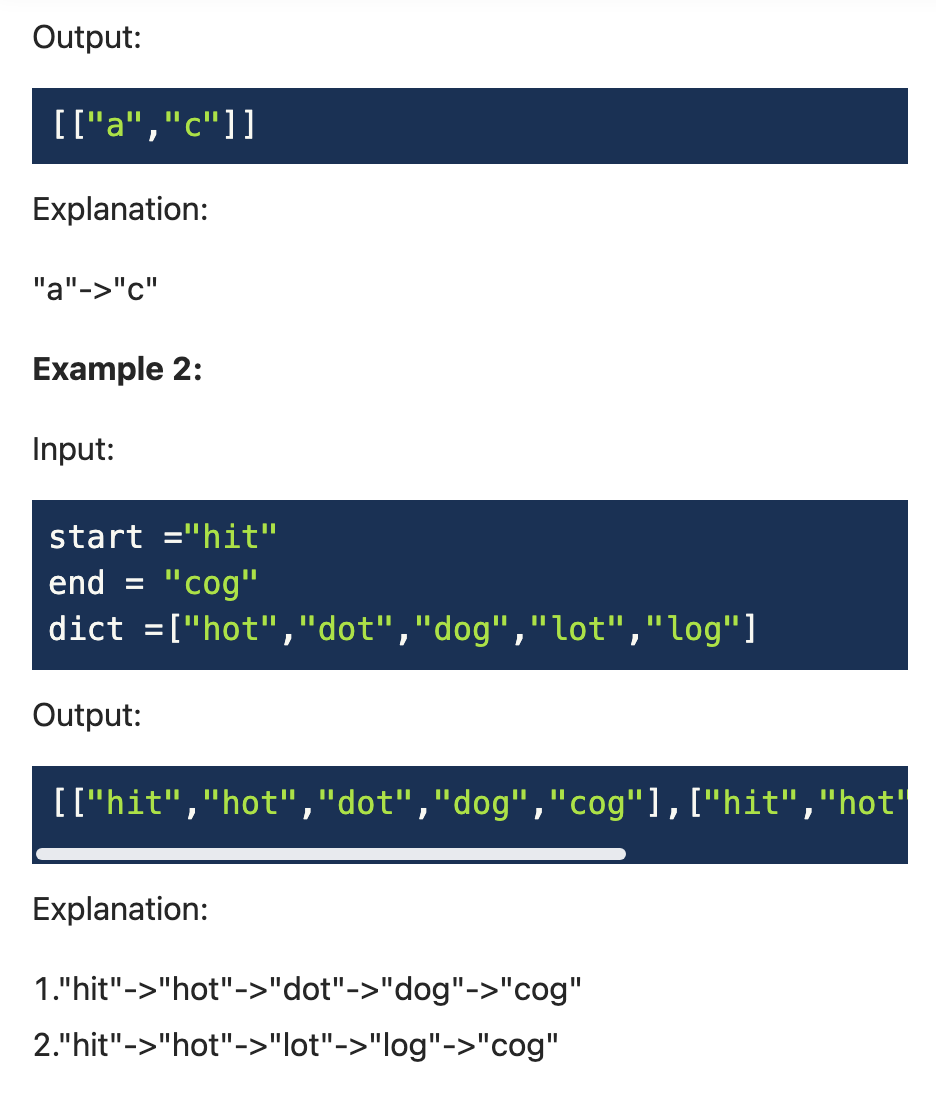 Output:
[["a","c"]]
Explanation:
"a"->"c"
Example 2:
Input:
start ="hit"
end = "cog"
dict =["hot","dot","dog","lot","log"]
Output:
[["hit","hot","dot","dog","cog"],["hit","hot"
Explanation:
1."hit"->"hot"->"dot"->"dog"->"cog"
2."hit"->"hot"->"lot"->"log"->"cog"